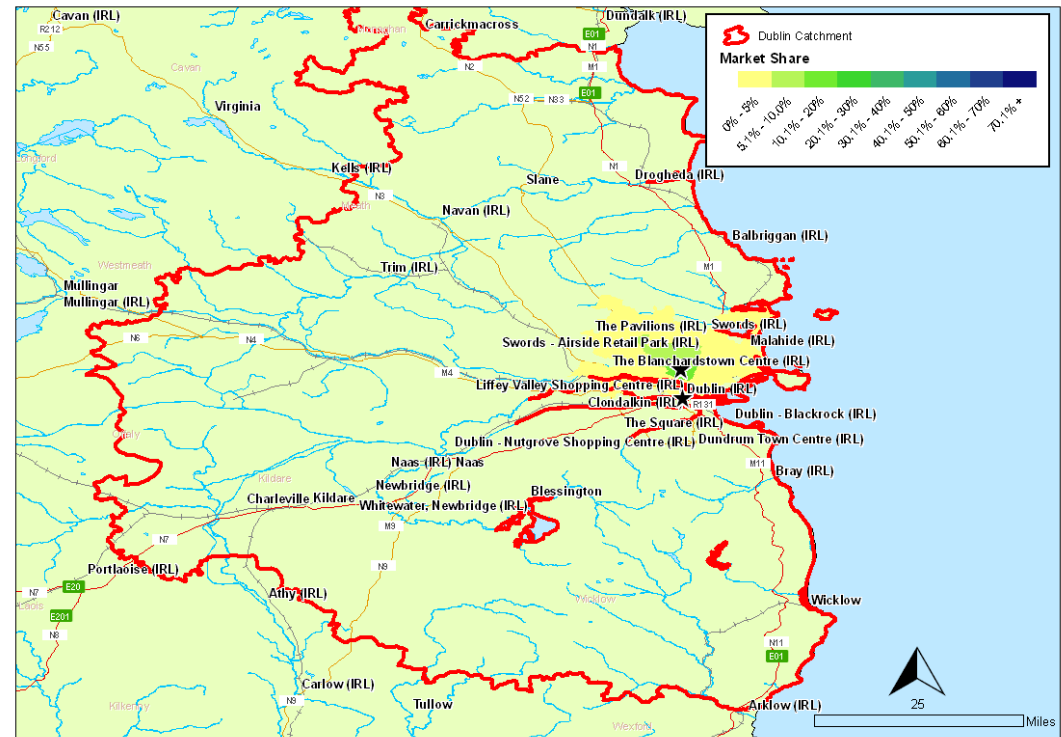 Cavan (IRL)
R212
N55
Cavan
Monaghan
Carrickmacross
Dundalk (IRL)
E01
N1
M1
N2
E01
N52
N33
Virginia
Longford
Kells (IRL)
Meath
N3
Slane
N1
Drogheda (IRL)
Navan (IRL)
Balbriggan (IRL)
Westmeath
Trim (IRL)
M1
Mullingar
Mullingar (IRL)
N6
N4
The Pavilions (IRL)
Swords (IRL)
Swords - Airside Retail Park (IRL)
Malahide (IRL)
The Blanchardstown Centre (IRL)
M4
Liffey Valley Shopping Centre (IRL)
Dublin (IRL)
Clondalkin (IRL)
R131
Dublin - Blackrock (IRL)
The Square (IRL)
Offaly
Dublin - Nutgrove Shopping Centre (IRL)
Dundrum Town Centre (IRL)
Naas (IRL) Naas
M11
Bray (IRL)
Kildare
Newbridge (IRL)
Blessington
Charleville
Kildare
Whitewater, Newbridge (IRL)
M9
N7
Portlaoise (IRL)
N9
E20
N7
Laois
Athy (IRL)
Wicklow
Wicklow
E201
N8
N11
E01
Carlow (IRL)
N9
Kilkenny
Tullow
Wexford
Arklow (IRL)
Dublin Catchment
Market Share
0% - 5%
5.1% - 10.0%
10.1% - 20%
20.1% - 30%
30.1% - 40%
40.1% - 50%
50.1% - 60%
60.1% - 70%
70.1% +
25
Miles